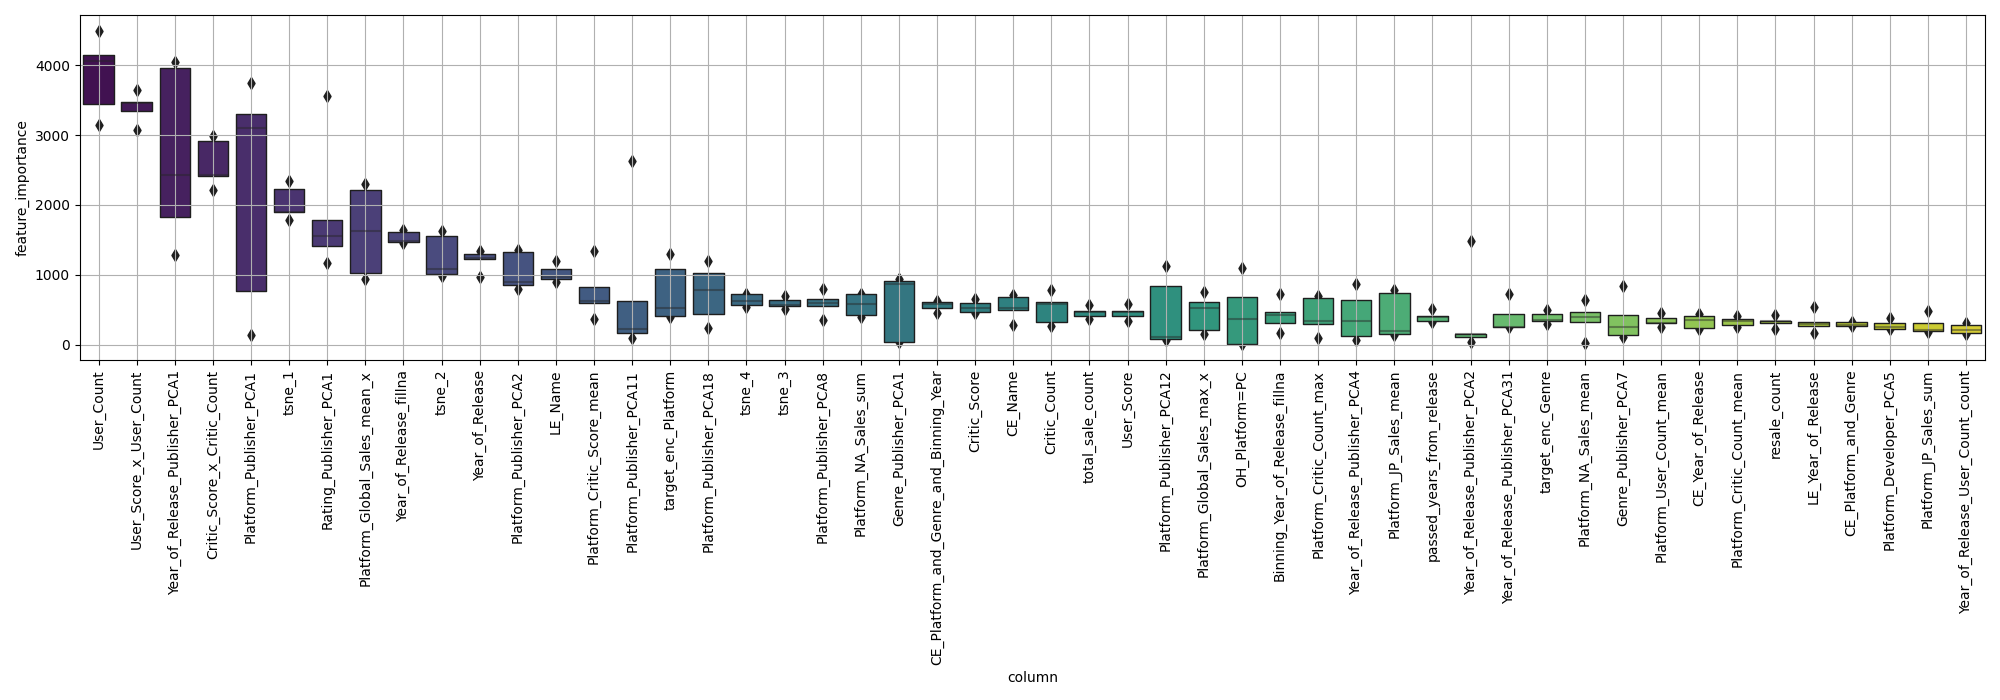 feature_importance
4000
3000
2000
1000
0
User_Count
User_Score_x_User_Count
Year_of_Release_Publisher_PCA1
Critic_Score_x_Critic_Count
Platform_Publisher_PCA1
tsne_1
Rating_Publisher_PCA1
Platform_Global_Sales_mean_x
Year_of_Release_fillna
tsne_2
Year_of_Release
Platform_Publisher_PCA2
LE_Name
Platform_Critic_Score_mean
Platform_Publisher_PCA11
target_enc_Platform
Platform_Publisher_PCA18
tsne_4
tsne_3
Platform_Publisher_PCA8
Platform_NA_Sales_sum
Genre_Publisher_PCA1
CE_Platform_and_Genre_and_Binning_Year
Critic_Score
CE_Name
Critic_Count
total_sale_count
User_Score
Platform_Publisher_PCA12
Platform_Global_Sales_max_x
OH_Platform=PC
Binning_Year_of_Release_fillna
Platform_Critic_Count_max
Year_of_Release_Publisher_PCA4
Platform_JP_Sales_mean
passed_years_from_release
Year_of_Release_Publisher_PCA2
Year_of_Release_Publisher_PCA31
target_enc_Genre
Platform_NA_Sales_mean
Genre_Publisher_PCA7
Platform_User_Count_mean
CE_Year_of_Release
Platform_Critic_Count_mean
resale_count
LE_Year_of_Release
CE_Platform_and_Genre
Platform_Developer_PCA5
Platform_JP_Sales_sum
Year_of_Release_User_Count_count
column